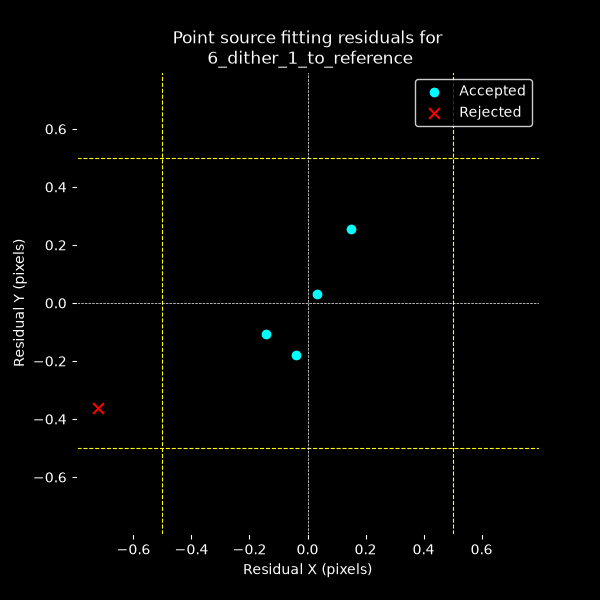 Point source fitting residuals for
6_dither_1_to_reference
Accepted
Rejected
Residual Y (pixels)
0.6
0.4
0.2
0.0
−0.2
−0.4
−0.6
−0.6
−0.4
−0.2
0.0
0.2
0.4
0.6
Residual X (pixels)